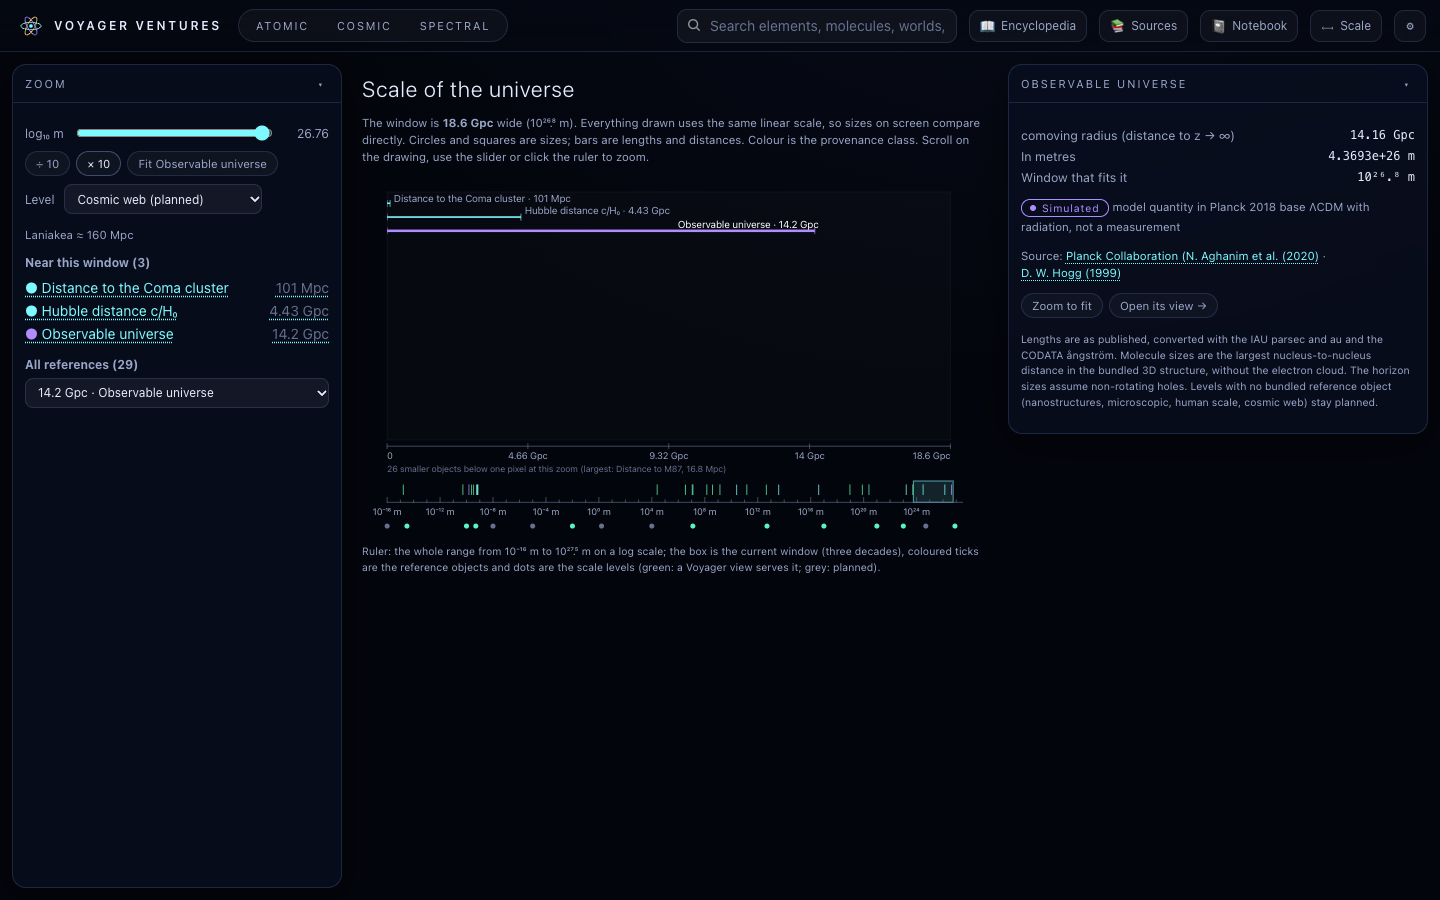 VOYAGER VENTURES
ATOMIC COSMIC SPECTRAL
Search elements, molecules, worlds,
Encyclopedia
Sources
Notebook
Scale
ZOOM
log₁₀ m 26.76
÷ 10 × 10 Fit Observable universe
Level Cosmic web (planned)
Laniakea ≈ 160 Mpc
Near this window (3)
Distance to the Coma cluster 101 Mpc
Hubble distance c/H₀ 4.43 Gpc
Observable universe 14.2 Gpc
All references (29)
14.2 Gpc · Observable universe
Scale of the universe
The window is 18.6 Gpc wide (10²⁶·⁸ m). Everything drawn uses the same linear scale, so sizes on screen compare
directly. Circles and squares are sizes; bars are lengths and distances. Colour is the provenance class. Scroll on
the drawing, use the slider or click the ruler to zoom.
Distance to the Coma cluster · 101 Mpc
Hubble distance c/H₀ · 4.43 Gpc
Observable universe · 14.2 Gpc
0 4.66 Gpc 9.32 Gpc 14 Gpc 18.6 Gpc
26 smaller objects below one pixel at this zoom (largest: Distance to M87, 16.8 Mpc)
10⁻¹⁶ m 10⁻¹² m 10⁻⁸ m 10⁻⁴ m 10⁰ m 10⁴ m 10⁸ m 10¹² m 10¹⁶ m 10²⁰ m 10²⁴ m
Ruler: the whole range from 10⁻¹⁶ m to 10²⁷·⁵ m on a log scale; the box is the current window (three decades), coloured ticks
are the reference objects and dots are the scale levels (green: a Voyager view serves it; grey: planned).
OBSERVABLE UNIVERSE
comoving radius (distance to z → ∞) 14.16 Gpc
In metres 4.3693e+26 m
Window that fits it 10²⁶·⁸ m
Simulated model quantity in Planck 2018 base ΛCDM with
radiation, not a measurement
Source: Planck Collaboration (N. Aghanim et al. (2020) ·
D. W. Hogg (1999)
Zoom to fit Open its view →
Lengths are as published, converted with the IAU parsec and au and the
CODATA ångström. Molecule sizes are the largest nucleus-to-nucleus
distance in the bundled 3D structure, without the electron cloud. The horizon
sizes assume non-rotating holes. Levels with no bundled reference object
(nanostructures, microscopic, human scale, cosmic web) stay planned.